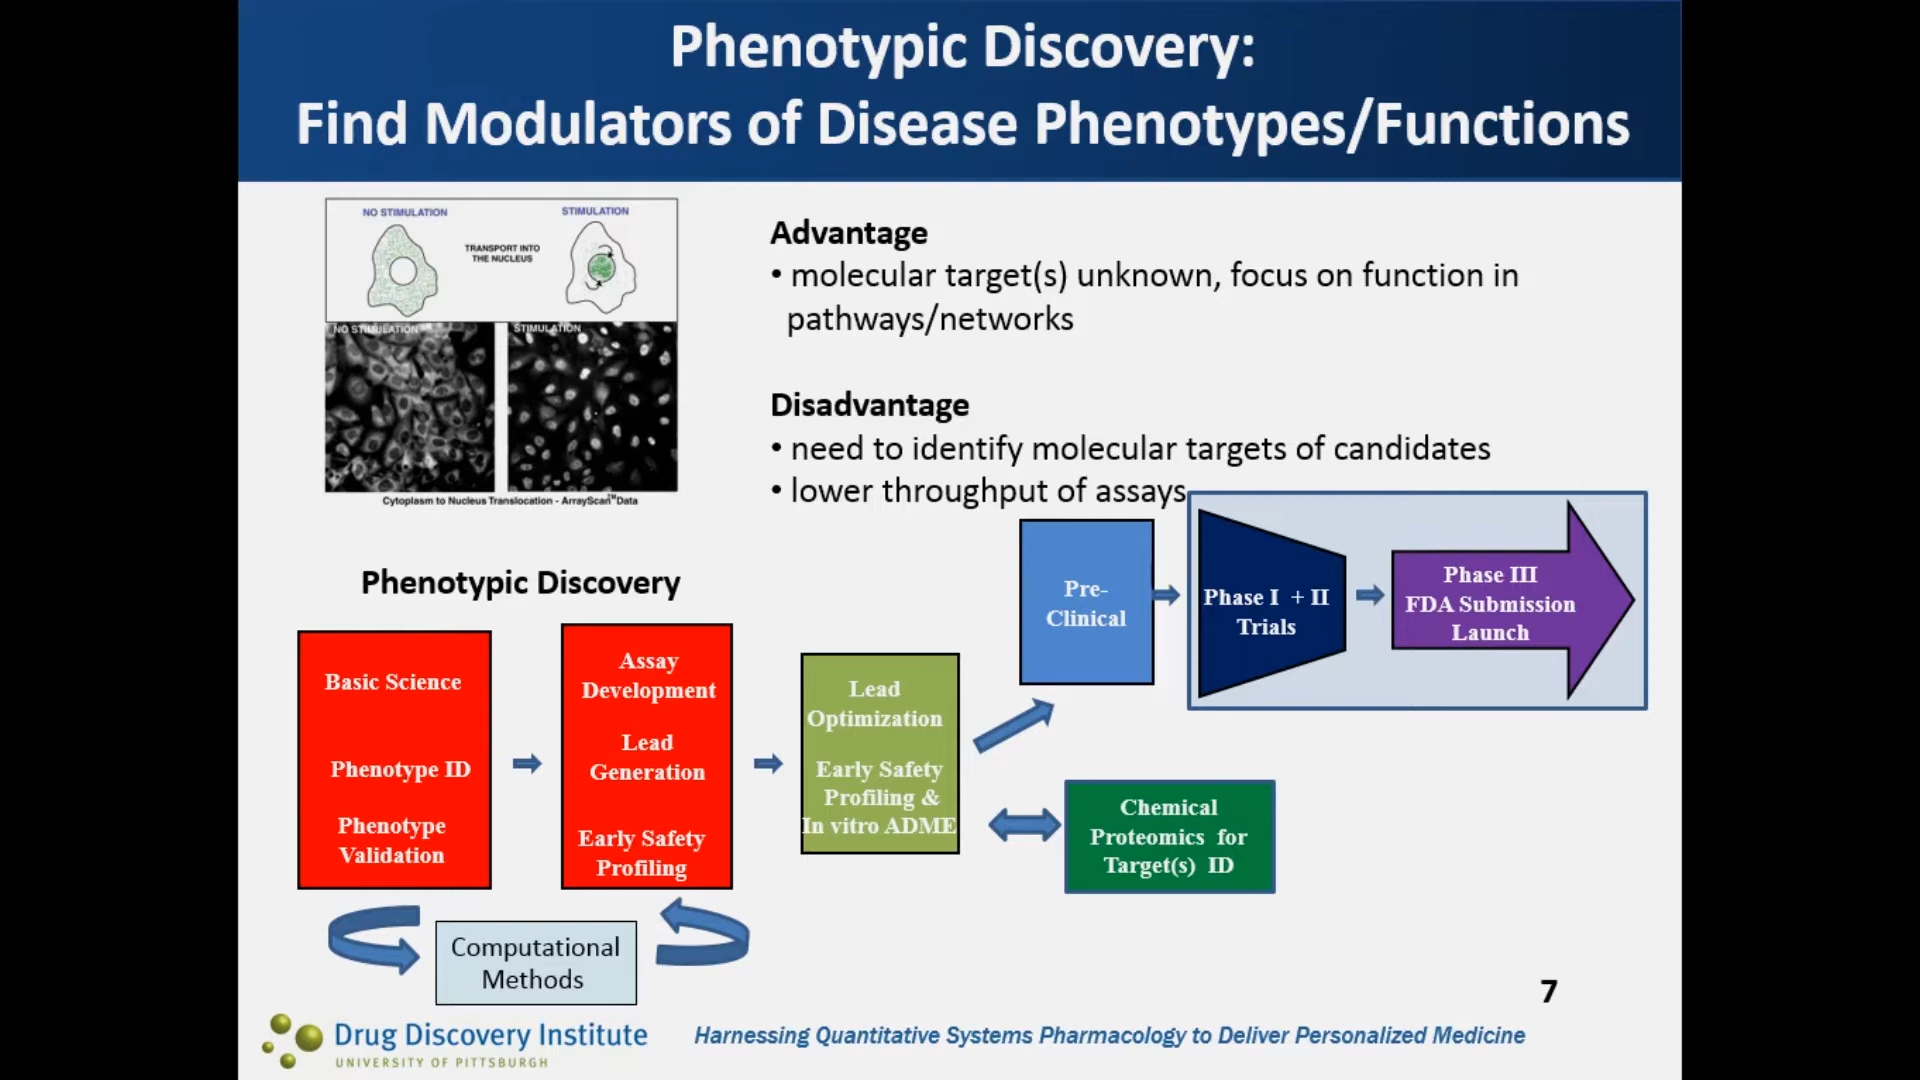 Phenotypic Discovery:
Find Modulators of Disease Phenotypes/Functions
NO STIMULATION
STIMULATION
TRANSPORT INTO
THE NUCLEUS
NO STIMULATION
STIMULATION
Cytoplasm to Nucleus Translocation - ArrayScan™Data
Advantage
• molecular target(s) unknown, focus on function in
pathways/networks
Disadvantage
• need to identify molecular targets of candidates
• lower throughput of assays
Phenotypic Discovery
Basic Science
Phenotype ID
Phenotype
Validation
Assay
Development
Lead
Generation
Early Safety
Profiling
Lead
Optimization
Early Safety
Profiling &
In vitro ADME
Pre-
Clinical
Phase I + II
Trials
Phase III
FDA Submission
Launch
Chemical
Proteomics for
Target(s) ID
Computational
Methods
7
Drug Discovery Institute
UNIVERSITY OF PITTSBURGH
Harnessing Quantitative Systems Pharmacology to Deliver Personalized Medicine